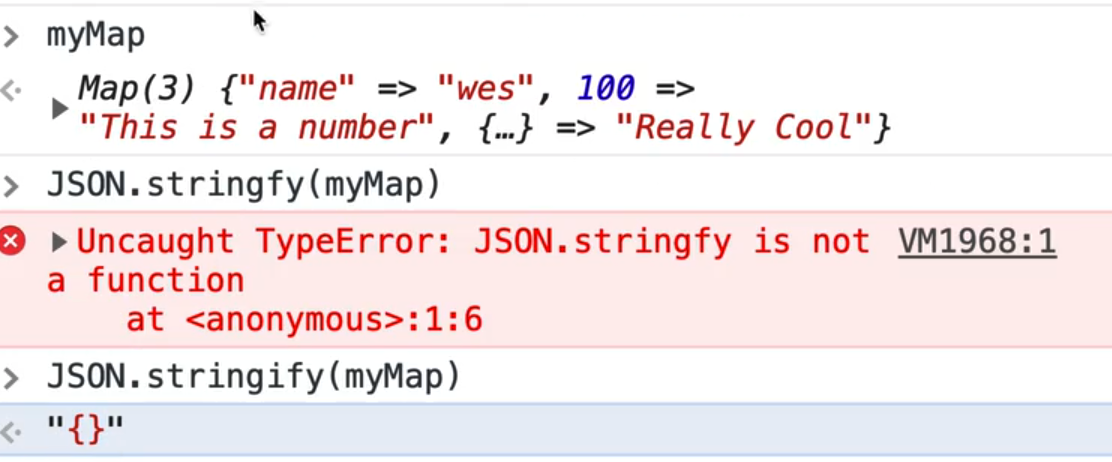 > myMap
<· ▶ Map(3) {"name" => "wes", 100 =>
"This is a number", {…} => "Really Cool"}
> JSON.stringfy(myMap)
▶ Uncaught TypeError: JSON.stringfy is not VM1968:1
a function
at <anonymous>:1:6
> JSON.stringify(myMap)
<· "{}"